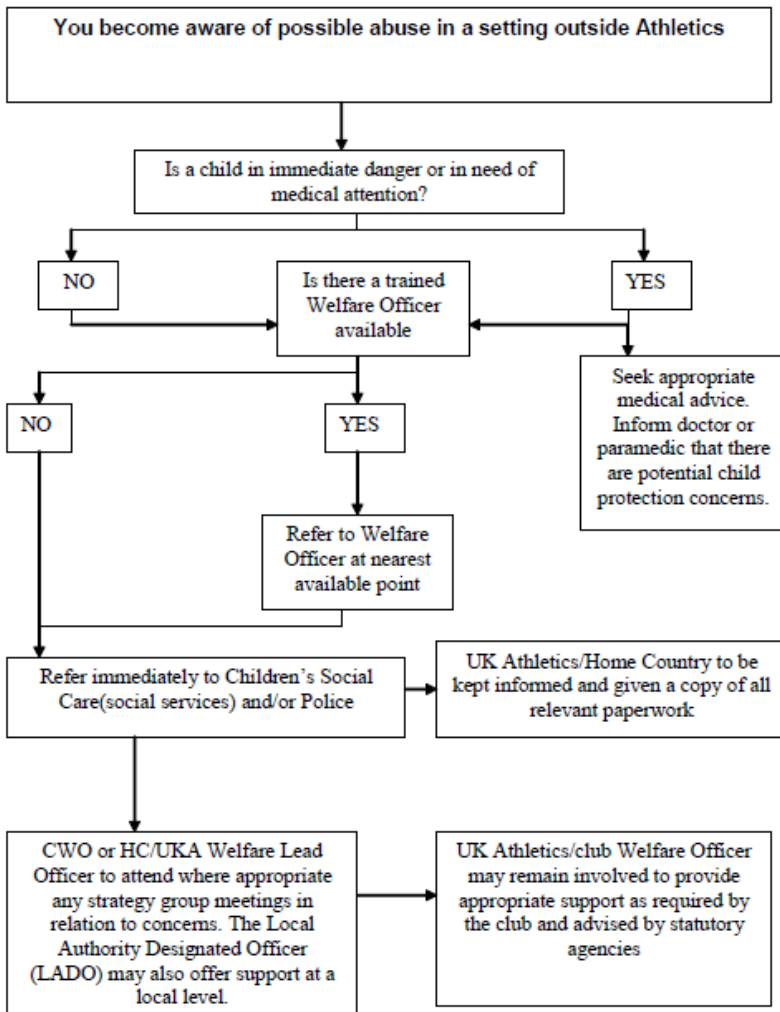 You become aware of possible abuse in a setting outside Athletics
Is a child in immediate danger or in need of
medical attention?
NO
Is there a trained
Welfare Officer
available
YES
Seek appropriate
medical advice.
Inform doctor or
paramedic that there
are potential child
protection concerns.
NO
YES
Refer to Welfare
Officer at nearest
available point
Refer immediately to Children's Social
Care(social services) and/or Police
UK Athletics/Home Country to be
kept informed and given a copy of all
relevant paperwork
CWO or HC/UKA Welfare Lead
Officer to attend where appropriate
any strategy group meetings in
relation to concerns. The Local
Authority Designated Officer
(LADO) may also offer support at a
local level.
UK Athletics/club Welfare Officer
may remain involved to provide
appropriate support as required by
the club and advised by statutory
agencies